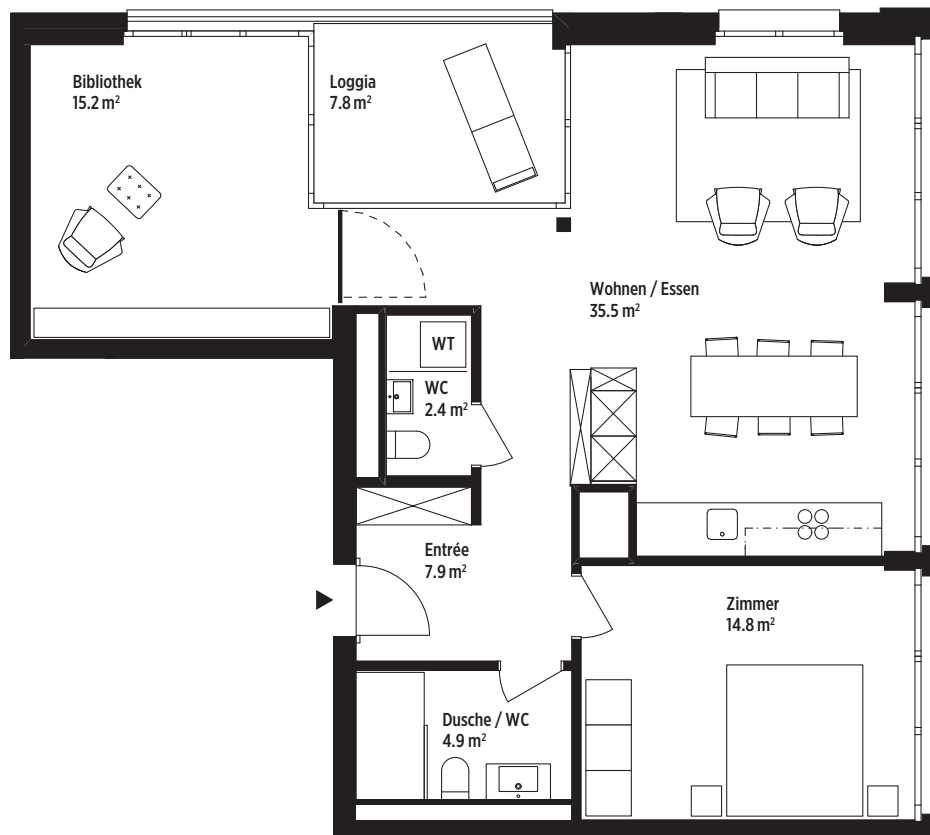 Bibliothek
15.2 m²
Loggia
7.8 m²
Wohnen / Essen
35.5 m²
WT
WC
2.4 m²
Entrée
7.9 m²
Zimmer
14.8 m²
Dusche / WC
4.9 m²